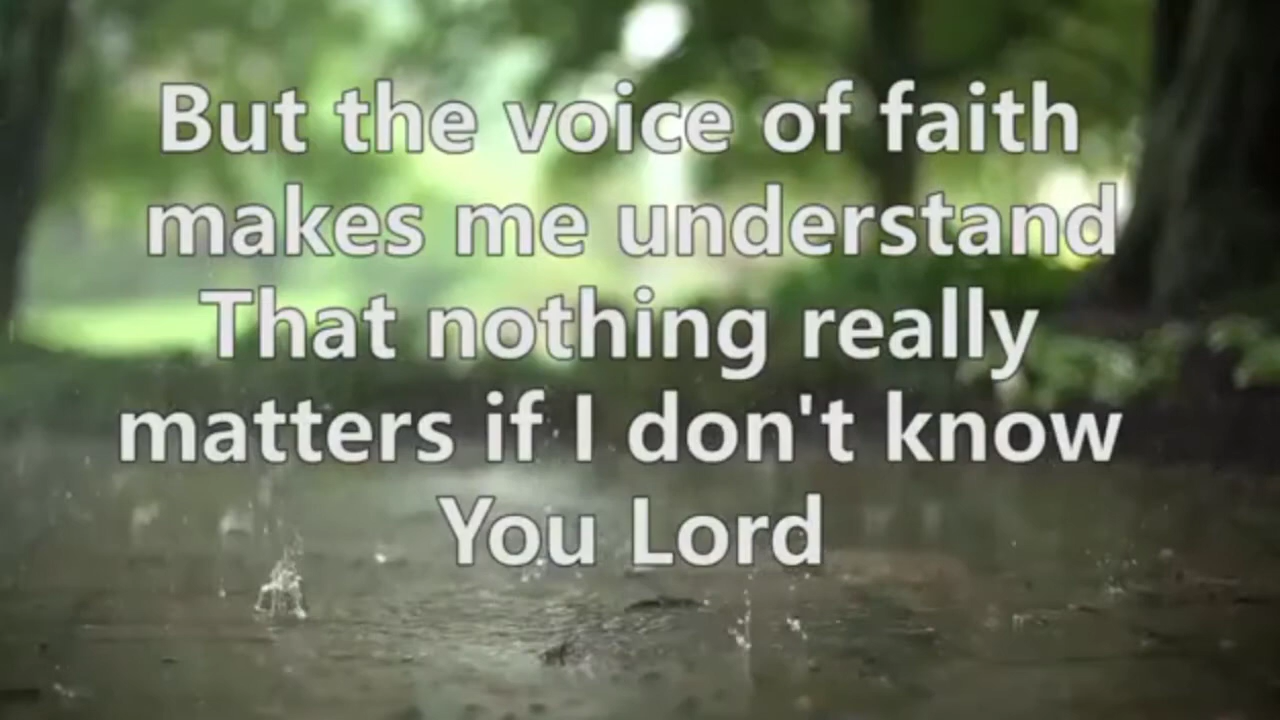 But the voice of faith
makes me understand
That nothing really
matters if I don't know
You Lord